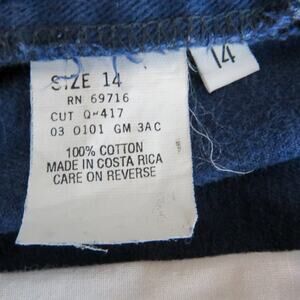 SIZE 14
RN 69716
CUT Q-417
03 0101 GM 3AC
100% COTTON
MADE IN COSTA RICA
CARE ON REVERSE
14